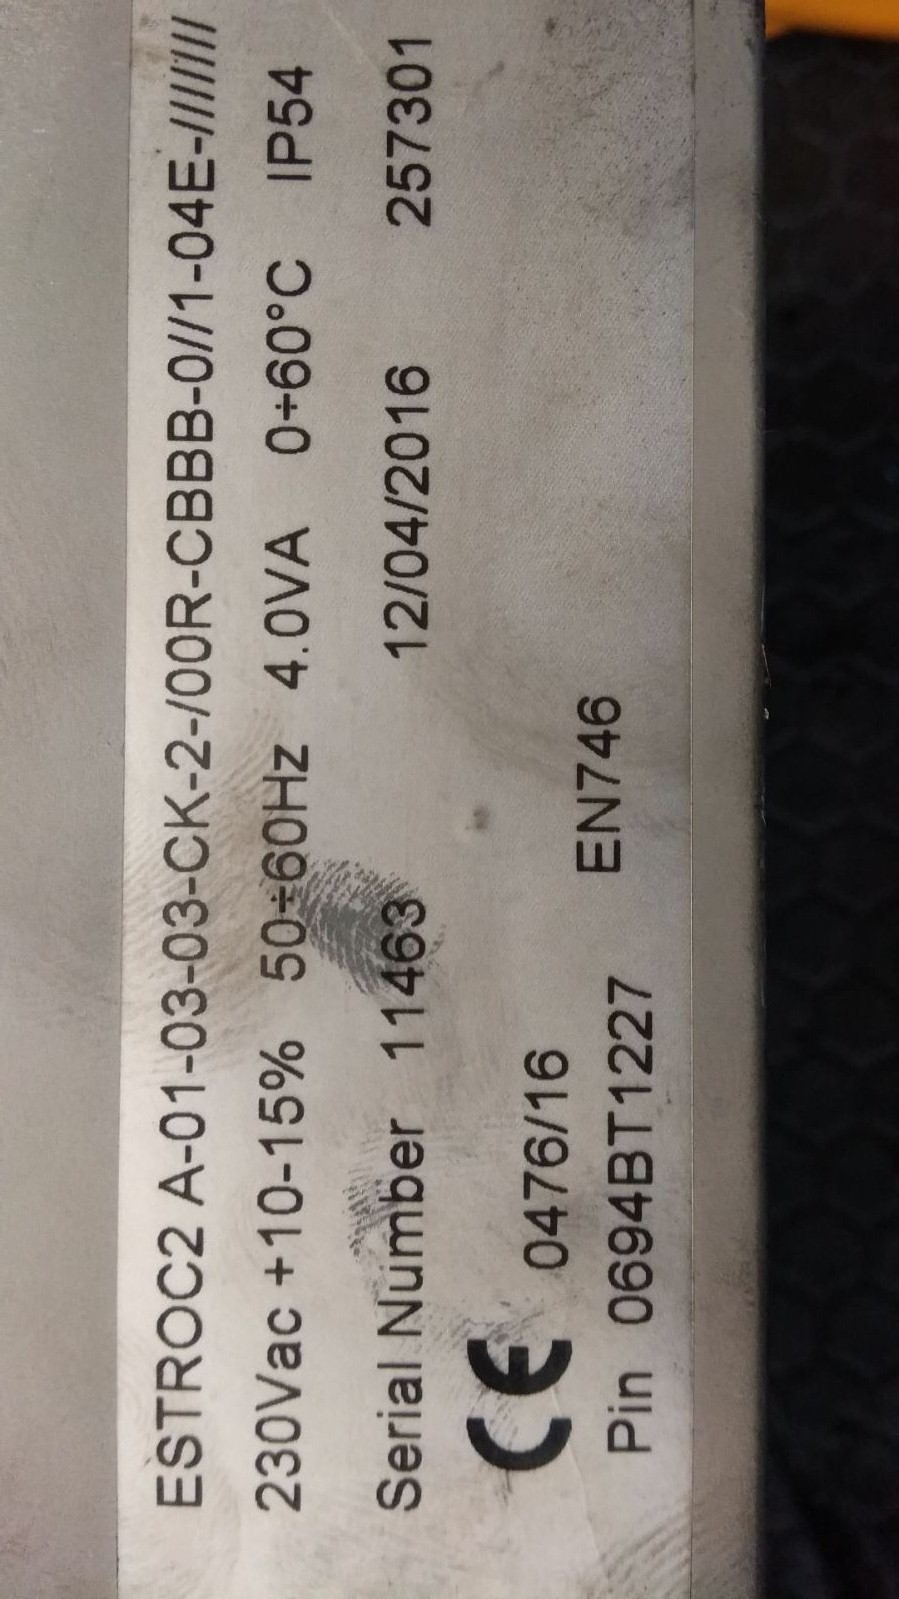 ESTROC2 A-01-03-03-CK-2-/00R-CBBB-0//1-04E-///////
230Vac +10-15% 50÷60Hz 4.0VA 0÷60°C IP54
Serial Number 11463 12/04/2016 257301
CE 0476/16
Pin 0694BT1227 EN746